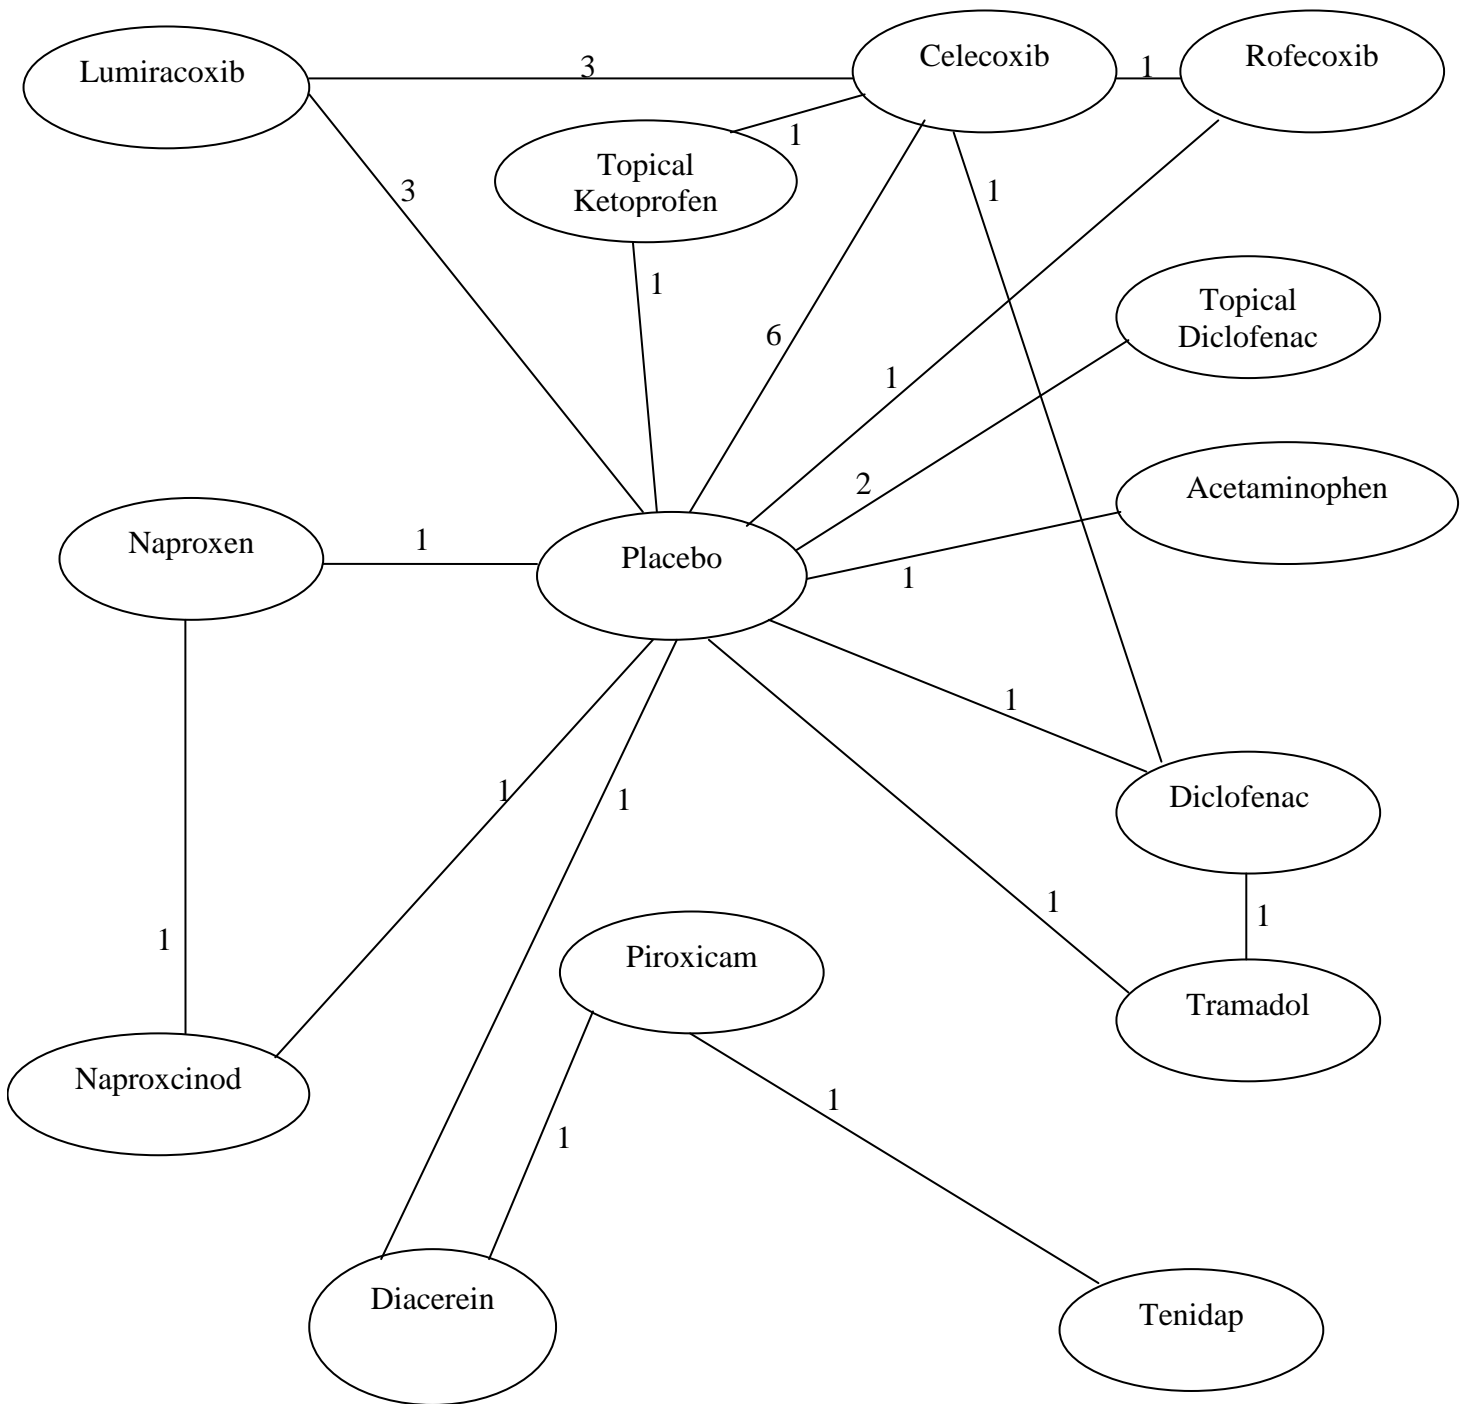 Lumiracoxib
3
Celecoxib
1
Rofecoxib
Topical
Ketoprofen
1
3
1
1
Topical
Diclofenac
6
1
2
Acetaminophen
Naproxen
1
Placebo
1
1
Diclofenac
1
1
1
1
1
Piroxicam
Tramadol
Naproxcinod
1
1
Diacerein
Tenidap